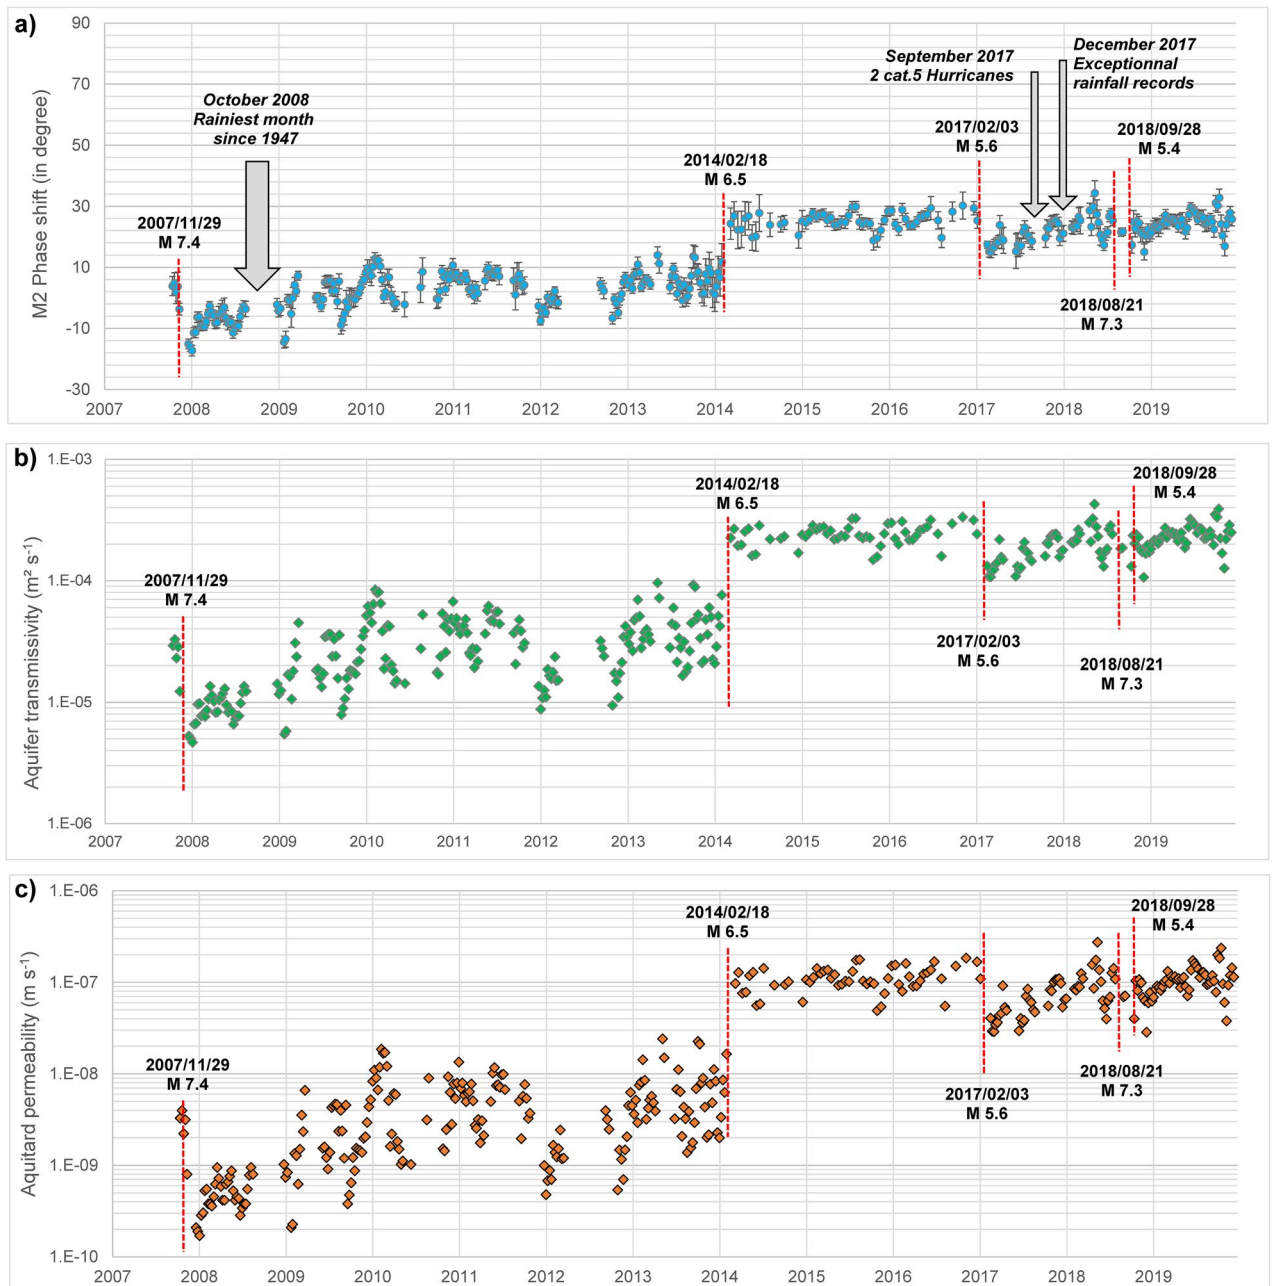 a)
M2 Phase shift (in degree)
90
70
50
30
10
-10
-30
October 2008
Rainiest month
since 1947
September 2017
2 cat.5 Hurricanes
December 2017
Exceptionnal
rainfall records
2007/11/29
M 7.4
2014/02/18
M 6.5
2017/02/03
M 5.6
2018/09/28
M 5.4
2018/08/21
M 7.3
2007 2008 2009 2010 2011 2012 2013 2014 2015 2016 2017 2018 2019
b)
Aquifer transmissivity (m² s⁻¹)
1.E-03
1.E-04
1.E-05
1.E-06
2007/11/29
M 7.4
2014/02/18
M 6.5
2018/09/28
M 5.4
2017/02/03
M 5.6
2018/08/21
M 7.3
2007 2008 2009 2010 2011 2012 2013 2014 2015 2016 2017 2018 2019
c)
Aquitard permeability (m s⁻¹)
1.E-06
1.E-07
1.E-08
1.E-09
1.E-10
2007/11/29
M 7.4
2014/02/18
M 6.5
2018/09/28
M 5.4
2017/02/03
M 5.6
2018/08/21
M 7.3
2007 2008 2009 2010 2011 2012 2013 2014 2015 2016 2017 2018 2019